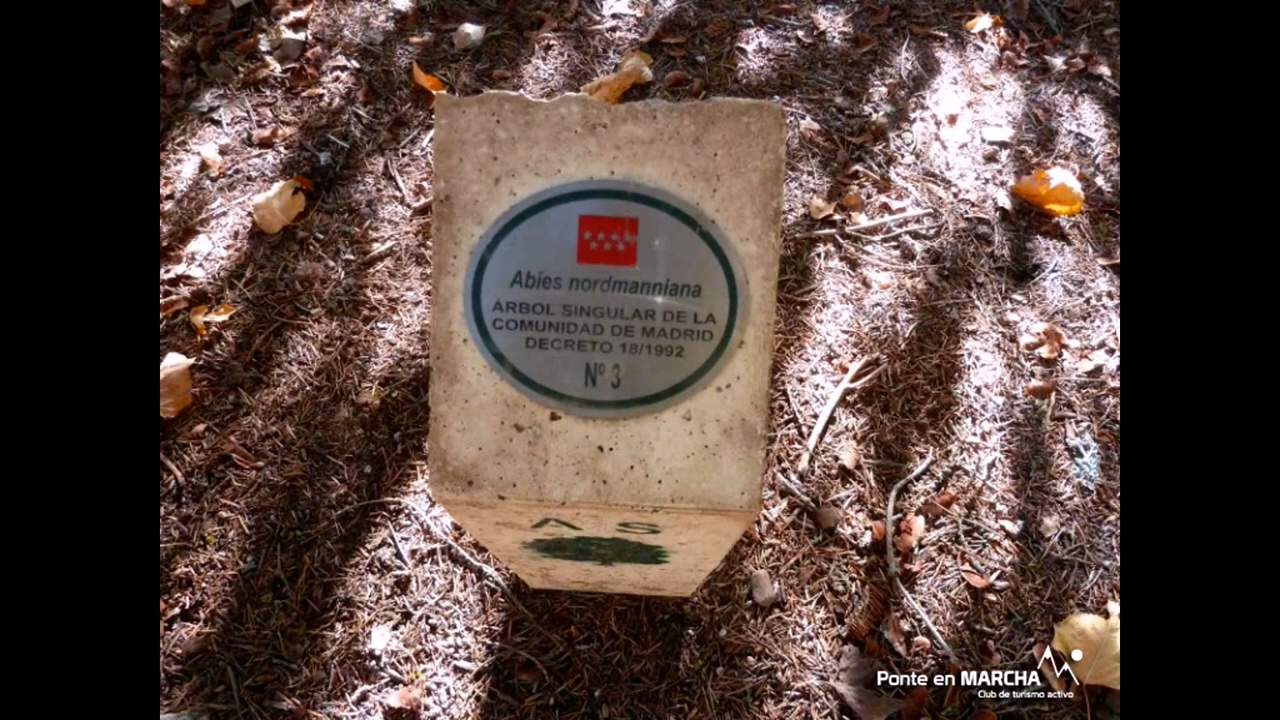 Abies nordmanniana
ÁRBOL SINGULAR DE LA
COMUNIDAD DE MADRID
DECRETO 18/1992
Nº 3
A S
Ponte en MARCHA
Club de turismo activo